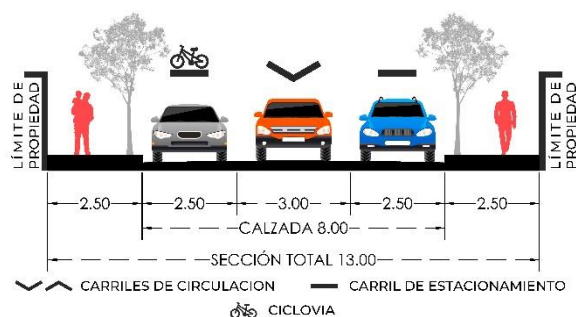 LÍMITE DE
PROPIEDAD
LÍMITE DE
PROPIEDAD
2.50 2.50 3.00 2.50 2.50
CALZADA 8.00
SECCIÓN TOTAL 13.00
CARRILES DE CIRCULACION CARRIL DE ESTACIONAMIENTO
CICLOVIA